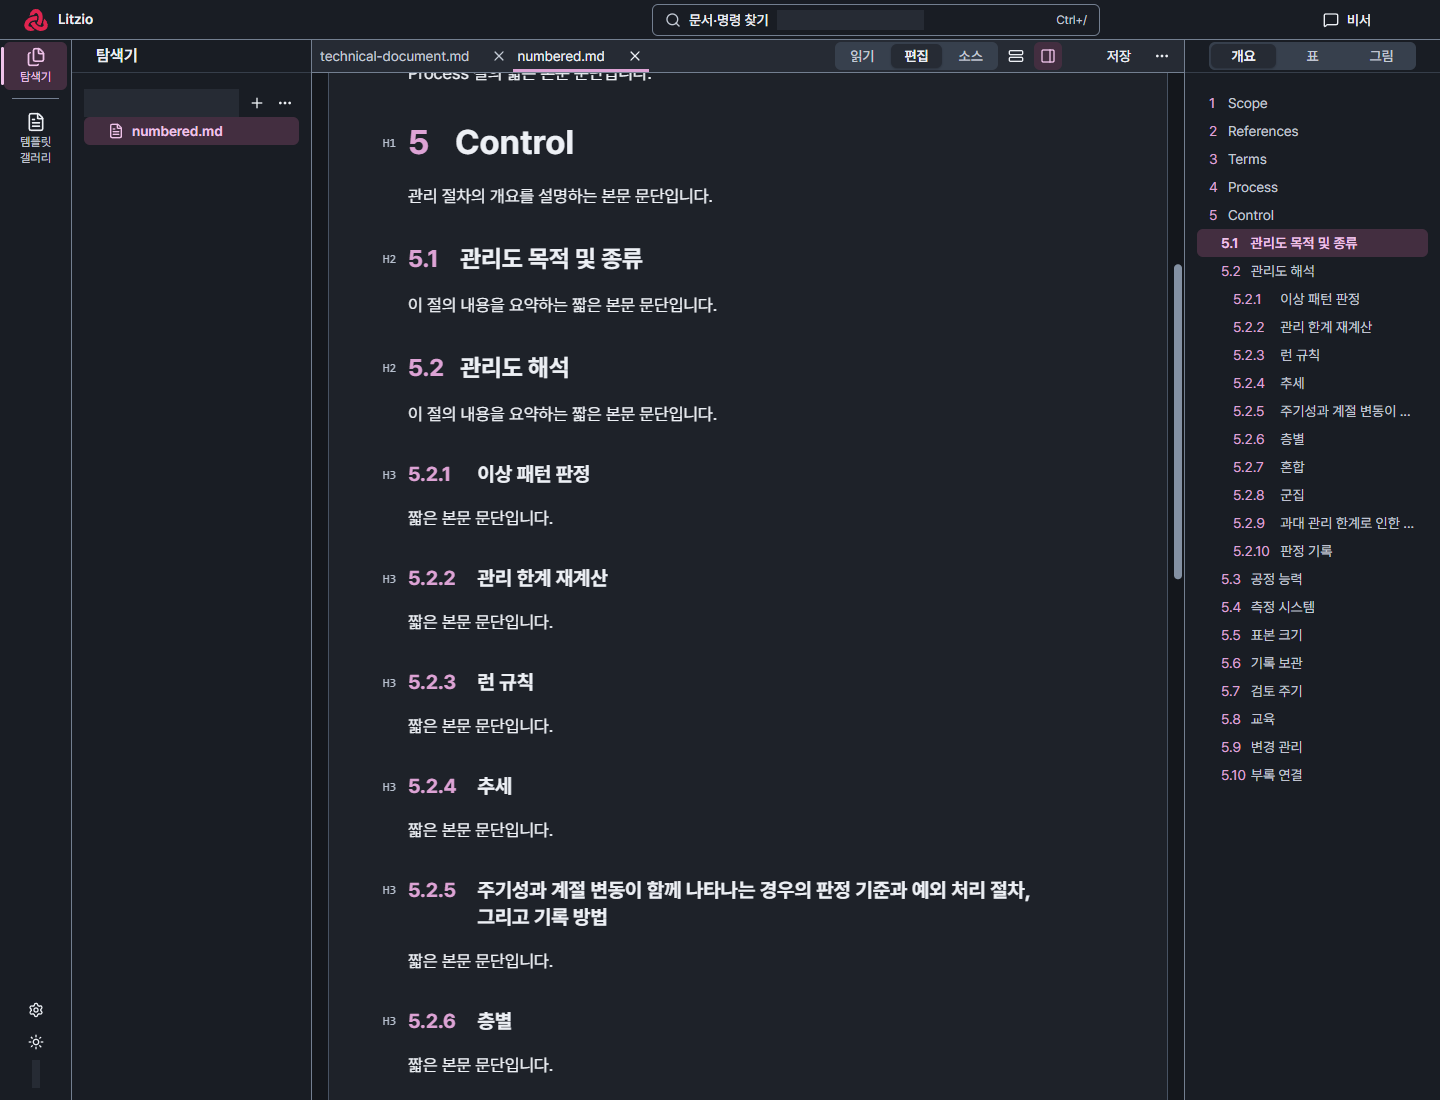 Litzio
문서·명령 찾기
Ctrl+/
비서
탐색기
템플릿
갤러리
탐색기
numbered.md
technical-document.md
numbered.md
읽기
편집
소스
저장
Process 절의 짧은 본문 문단입니다.
H1 5 Control
관리 절차의 개요를 설명하는 본문 문단입니다.
H2 5.1 관리도 목적 및 종류
이 절의 내용을 요약하는 짧은 본문 문단입니다.
H2 5.2 관리도 해석
이 절의 내용을 요약하는 짧은 본문 문단입니다.
H3 5.2.1 이상 패턴 판정
짧은 본문 문단입니다.
H3 5.2.2 관리 한계 재계산
짧은 본문 문단입니다.
H3 5.2.3 런 규칙
짧은 본문 문단입니다.
H3 5.2.4 추세
짧은 본문 문단입니다.
H3 5.2.5 주기성과 계절 변동이 함께 나타나는 경우의 판정 기준과 예외 처리 절차,
그리고 기록 방법
짧은 본문 문단입니다.
H3 5.2.6 층별
짧은 본문 문단입니다.
개요
표
그림
1 Scope
2 References
3 Terms
4 Process
5 Control
5.1 관리도 목적 및 종류
5.2 관리도 해석
5.2.1 이상 패턴 판정
5.2.2 관리 한계 재계산
5.2.3 런 규칙
5.2.4 추세
5.2.5 주기성과 계절 변동이 ...
5.2.6 층별
5.2.7 혼합
5.2.8 군집
5.2.9 과대 관리 한계로 인한 ...
5.2.10 판정 기록
5.3 공정 능력
5.4 측정 시스템
5.5 표본 크기
5.6 기록 보관
5.7 검토 주기
5.8 교육
5.9 변경 관리
5.10 부록 연결